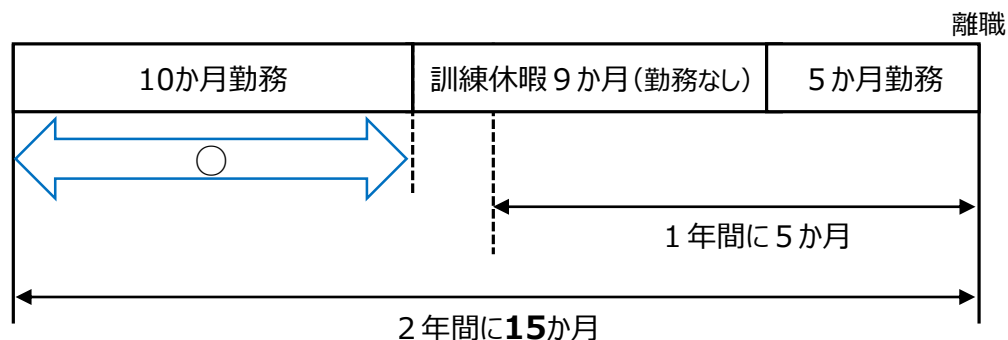 離職
10か月勤務
訓練休暇９か月（勤務なし）
５か月勤務
○
１年間に５か月
２年間に15か月